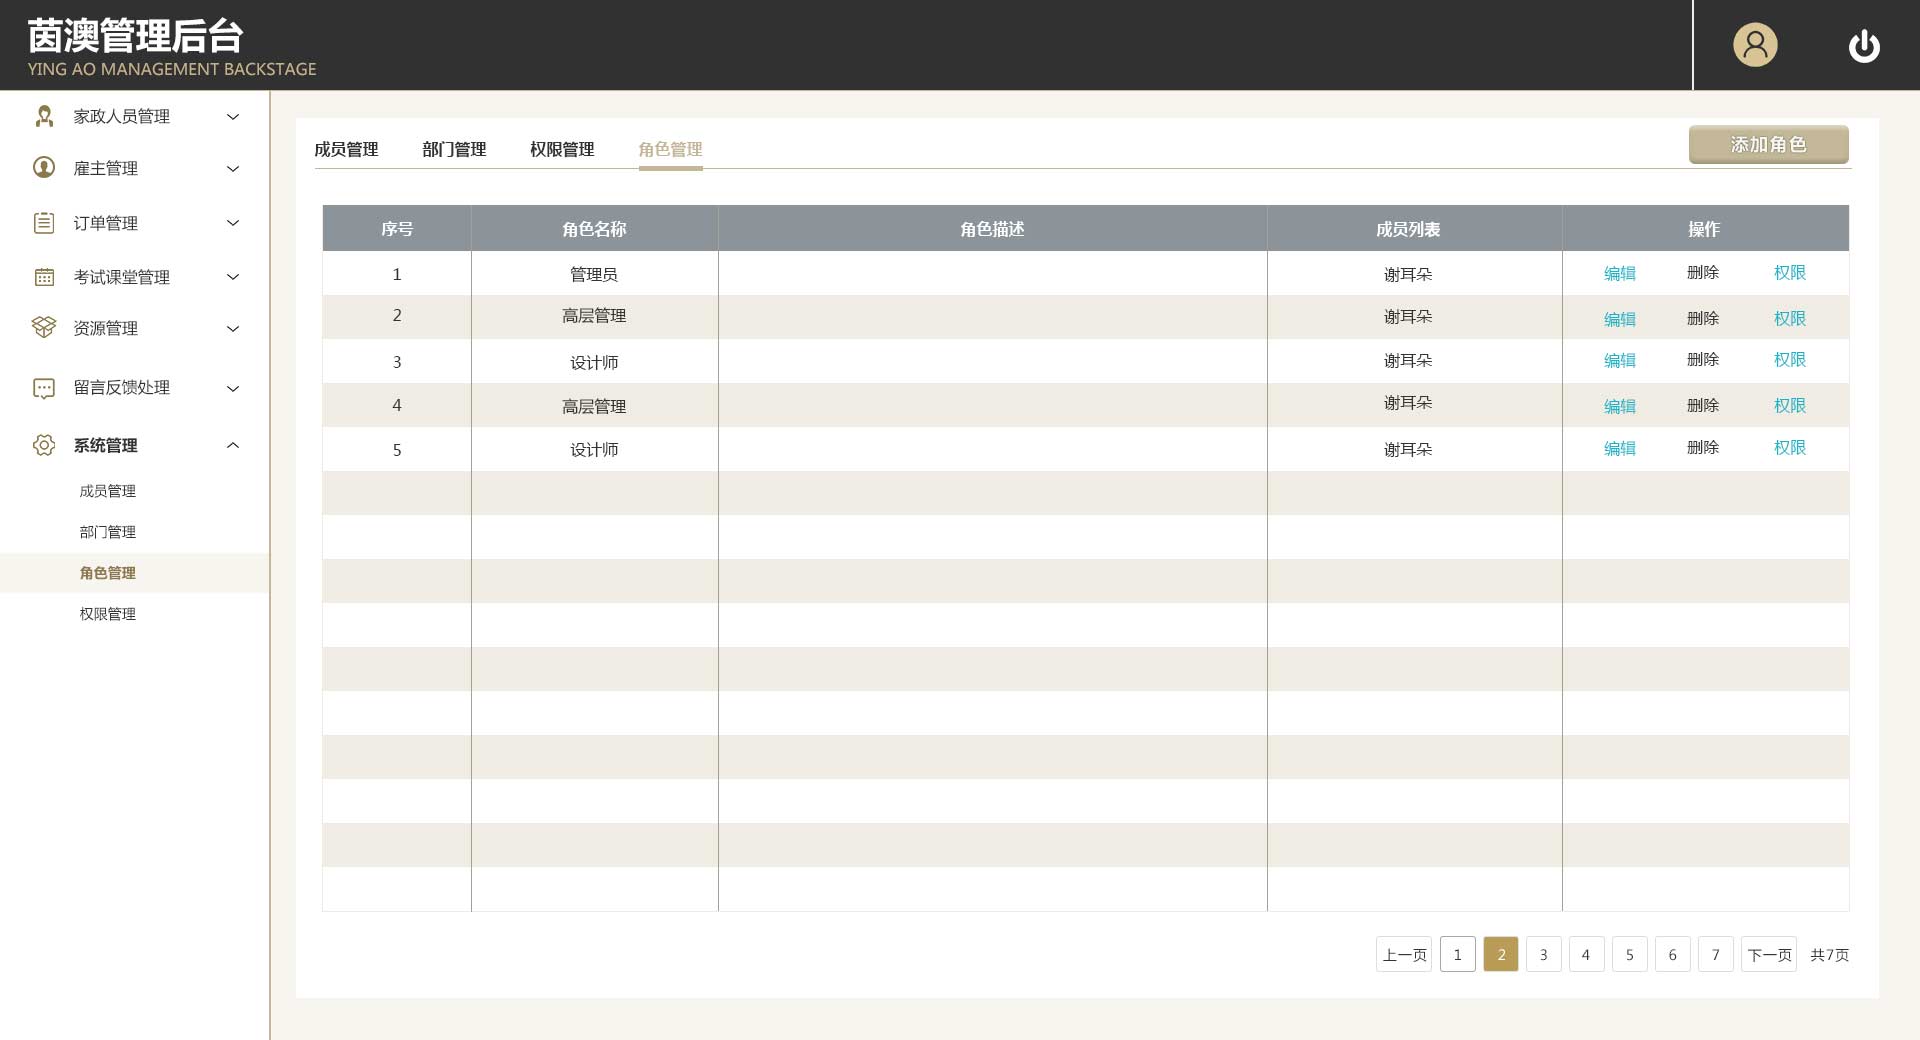 茵澳管理后台
YING AO MANAGEMENT BACKSTAGE
家政人员管理
雇主管理
订单管理
考试课堂管理
资源管理
留言反馈处理
系统管理
成员管理
部门管理
角色管理
权限管理
成员管理 部门管理 权限管理 角色管理 添加角色
序号 角色名称 角色描述 成员列表 操作
1 管理员 谢耳朵 编辑 删除 权限
2 高层管理 谢耳朵 编辑 删除 权限
3 设计师 谢耳朵 编辑 删除 权限
4 高层管理 谢耳朵 编辑 删除 权限
5 设计师 谢耳朵 编辑 删除 权限
上一页 1 2 3 4 5 6 7 下一页 共7页